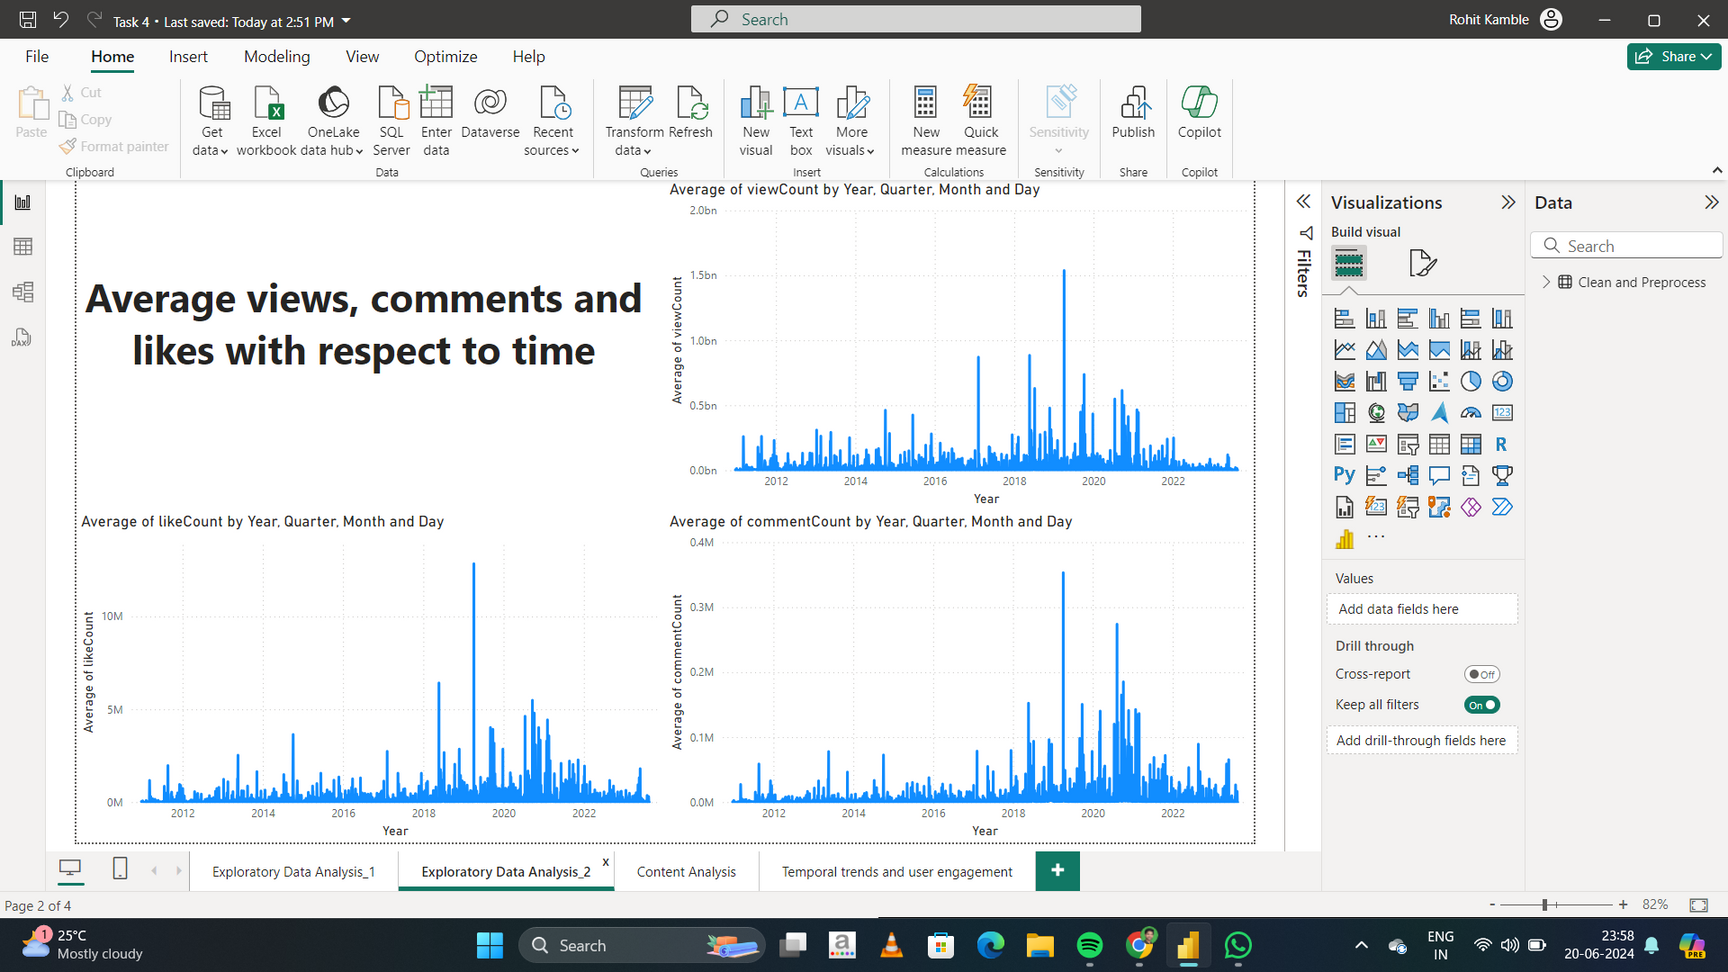 Task 4 • Last saved: Today at 2:51 PM
Search
Rohit Kamble
File Home Insert Modeling View Optimize Help
Share
Paste
Cut
Copy
Format painter
Clipboard
Get data
Excel workbook
OneLake data hub
SQL Server
Enter data
Dataverse
Recent sources
Data
Transform data
Refresh
Queries
New visual
Text box
More visuals
Insert
New measure
Quick measure
Calculations
Sensitivity
Sensitivity
Publish
Share
Copilot
Copilot
Average views, comments and
likes with respect to time
Average of viewCount by Year, Quarter, Month and Day
Average of viewCount
2.0bn
1.5bn
1.0bn
0.5bn
0.0bn
2012 2014 2016 2018 2020 2022
Year
Average of likeCount by Year, Quarter, Month and Day
Average of likeCount
10M
5M
0M
2012 2014 2016 2018 2020 2022
Year
Average of commentCount by Year, Quarter, Month and Day
Average of commentCount
0.4M
0.3M
0.2M
0.1M
0.0M
2012 2014 2016 2018 2020 2022
Year
Filters
Visualizations
Build visual
123
R
Py
123
Values
Add data fields here
Drill through
Cross-report
Off
Keep all filters
On
Add drill-through fields here
Data
Search
Clean and Preprocess
DAX
Exploratory Data Analysis_1
Exploratory Data Analysis_2
x
Content Analysis
Temporal trends and user engagement
+
Page 2 of 4
- + 82%
1
25°C
Mostly cloudy
Search
a
ENG
IN
23:58
20-06-2024
PRE